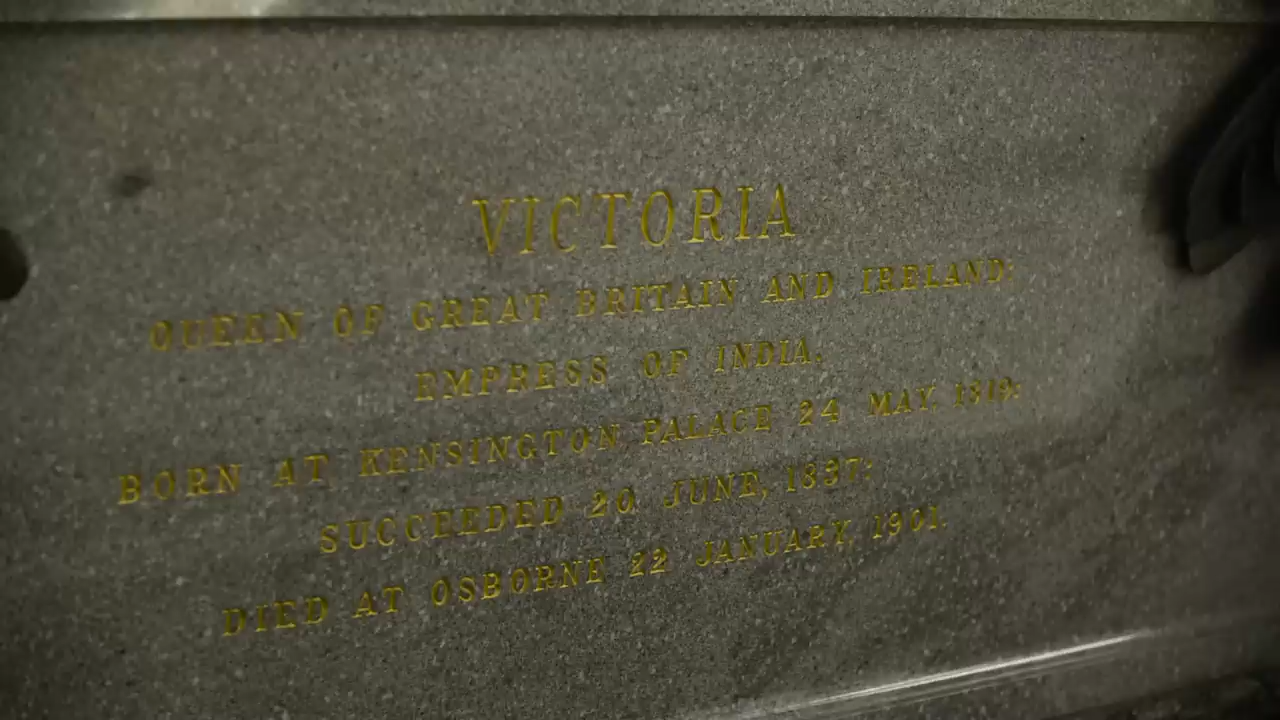 VICTORIA
QUEEN OF GREAT BRITAIN AND IRELAND:
EMPRESS OF INDIA.
BORN AT KENSINGTON PALACE 24 MAY, 1819:
SUCCEEDED 20 JUNE, 1837:
DIED AT OSBORNE 22 JANUARY, 1901.